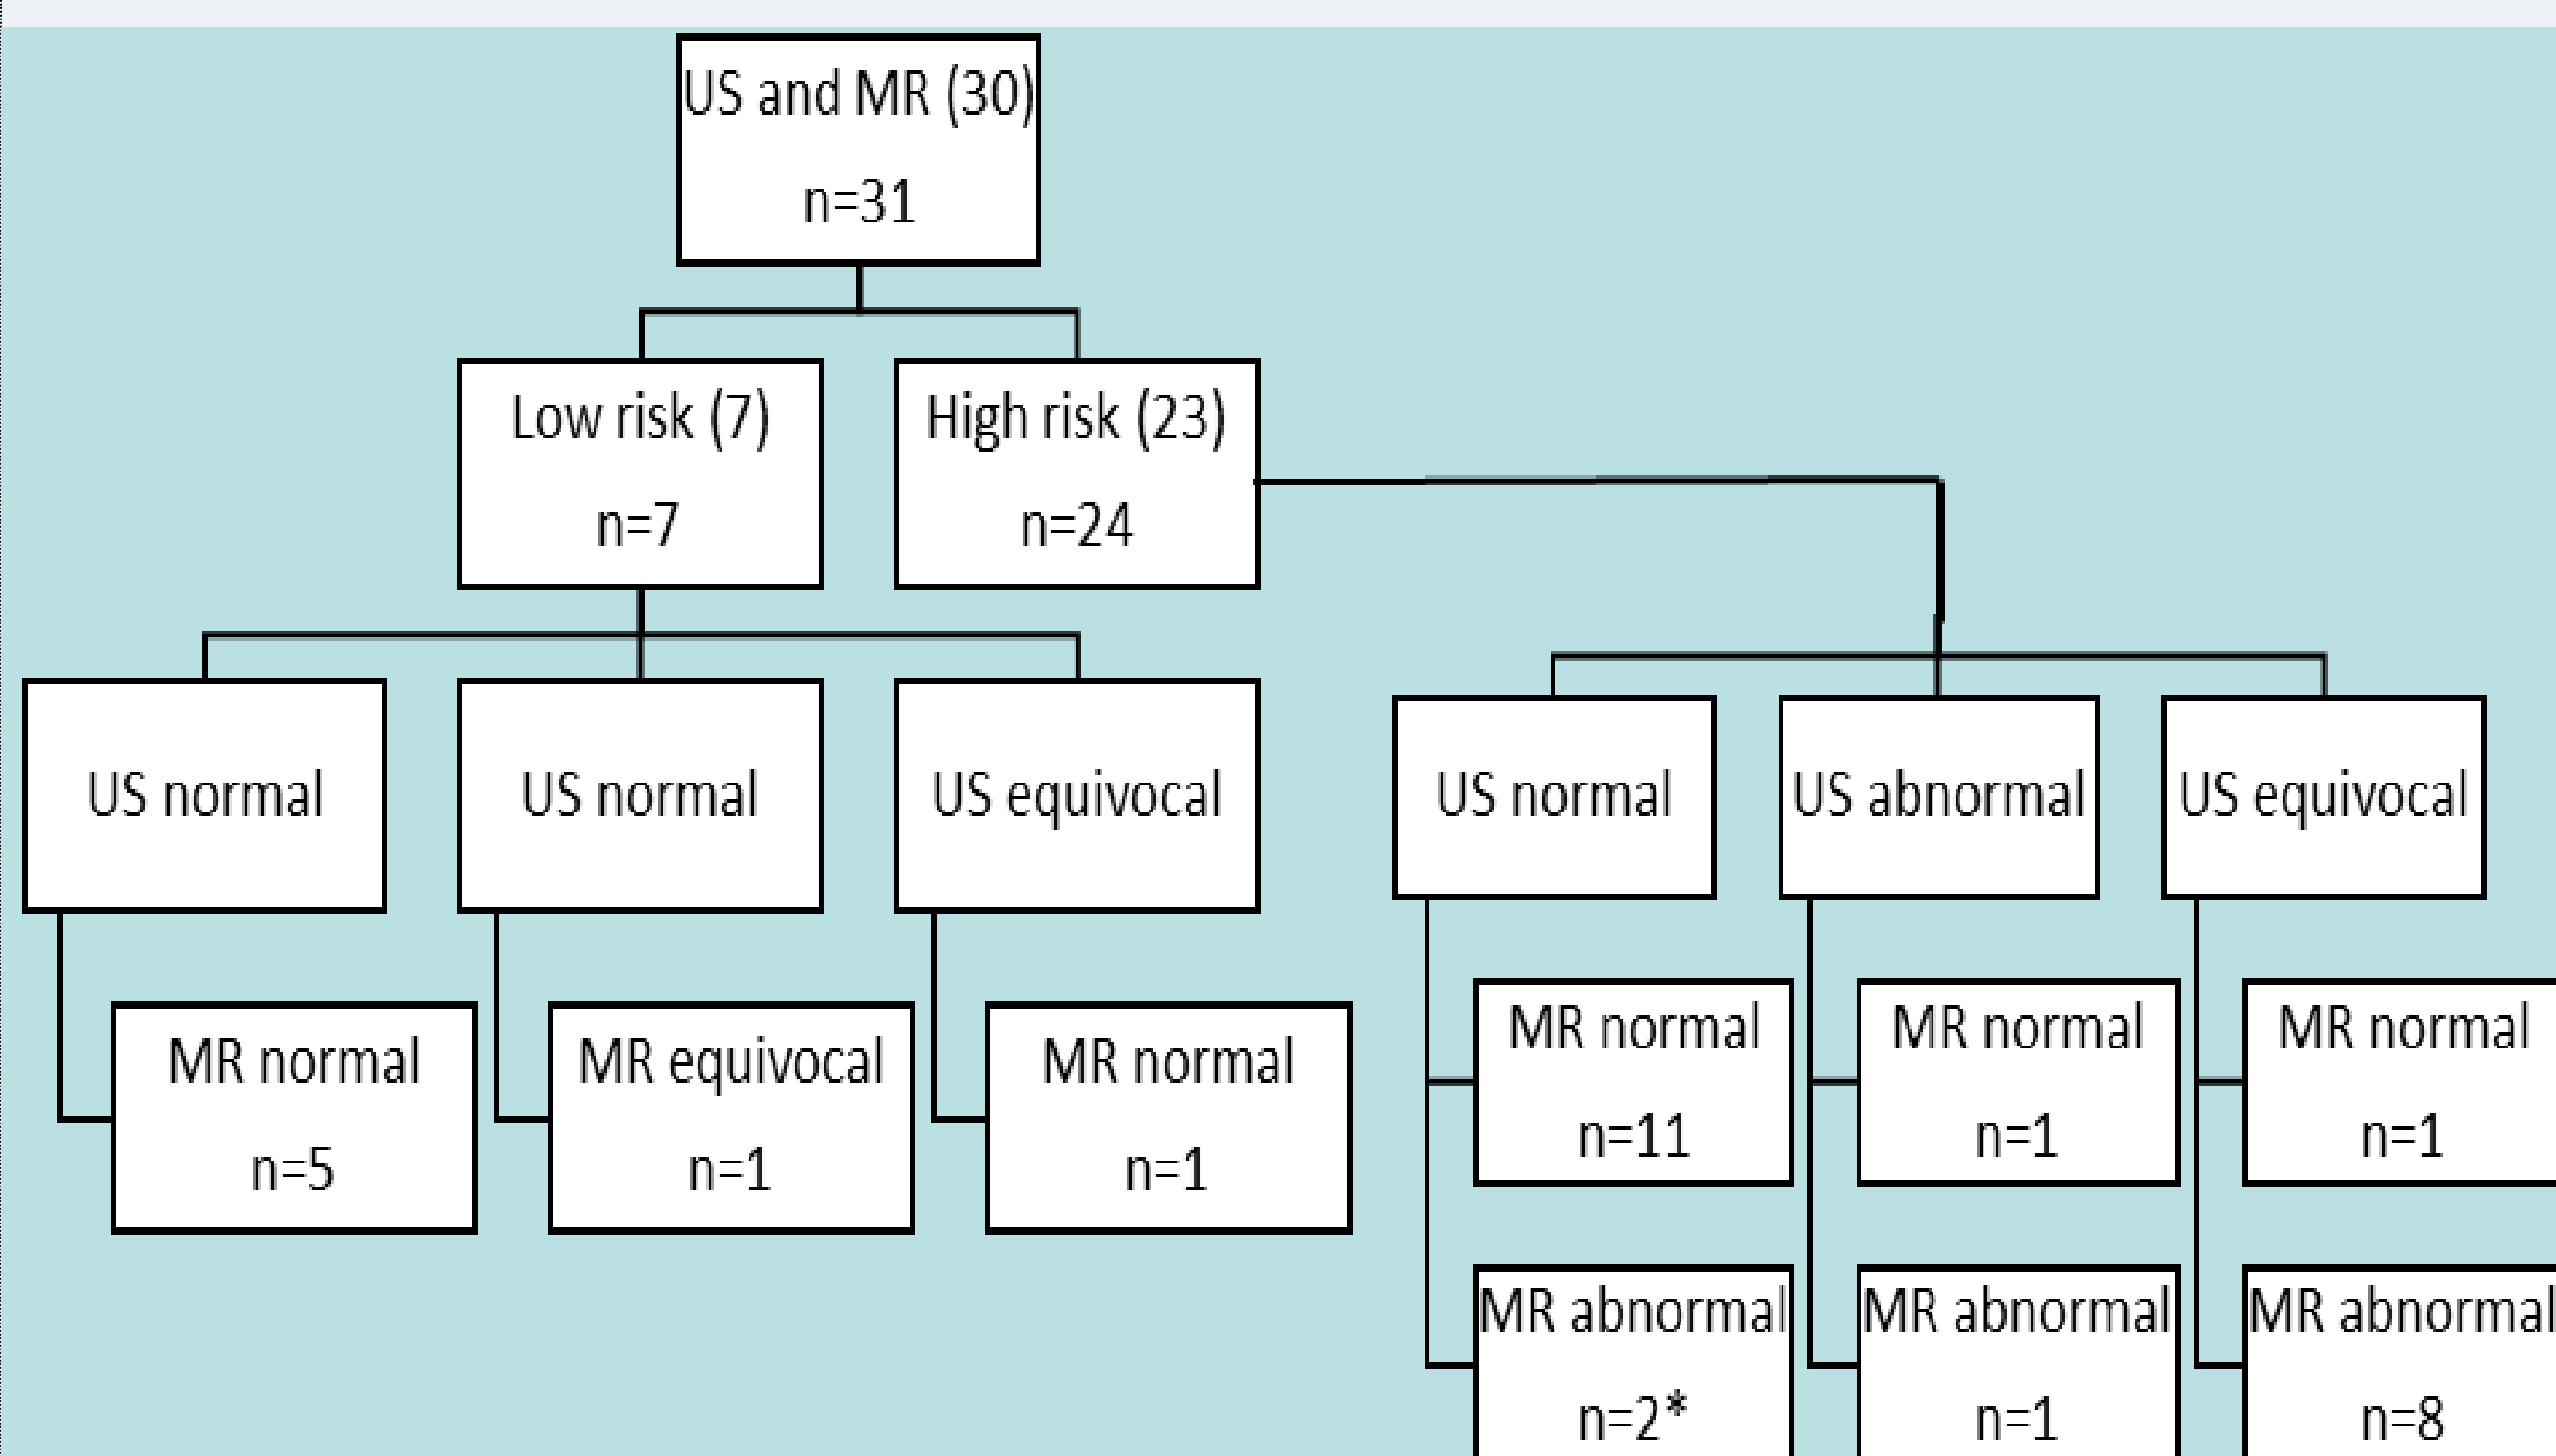 US and MR (30)
n=31
Low risk (7)
n=7
High risk (23)
n=24
US normal
US normal
US equivocal
US normal
US abnormal
US equivocal
MR normal
n=5
MR equivocal
n=1
MR normal
n=1
MR normal
n=11
MR normal
n=1
MR normal
n=1
MR abnormal
n=2*
MR abnormal
n=1
MR abnormal
n=8